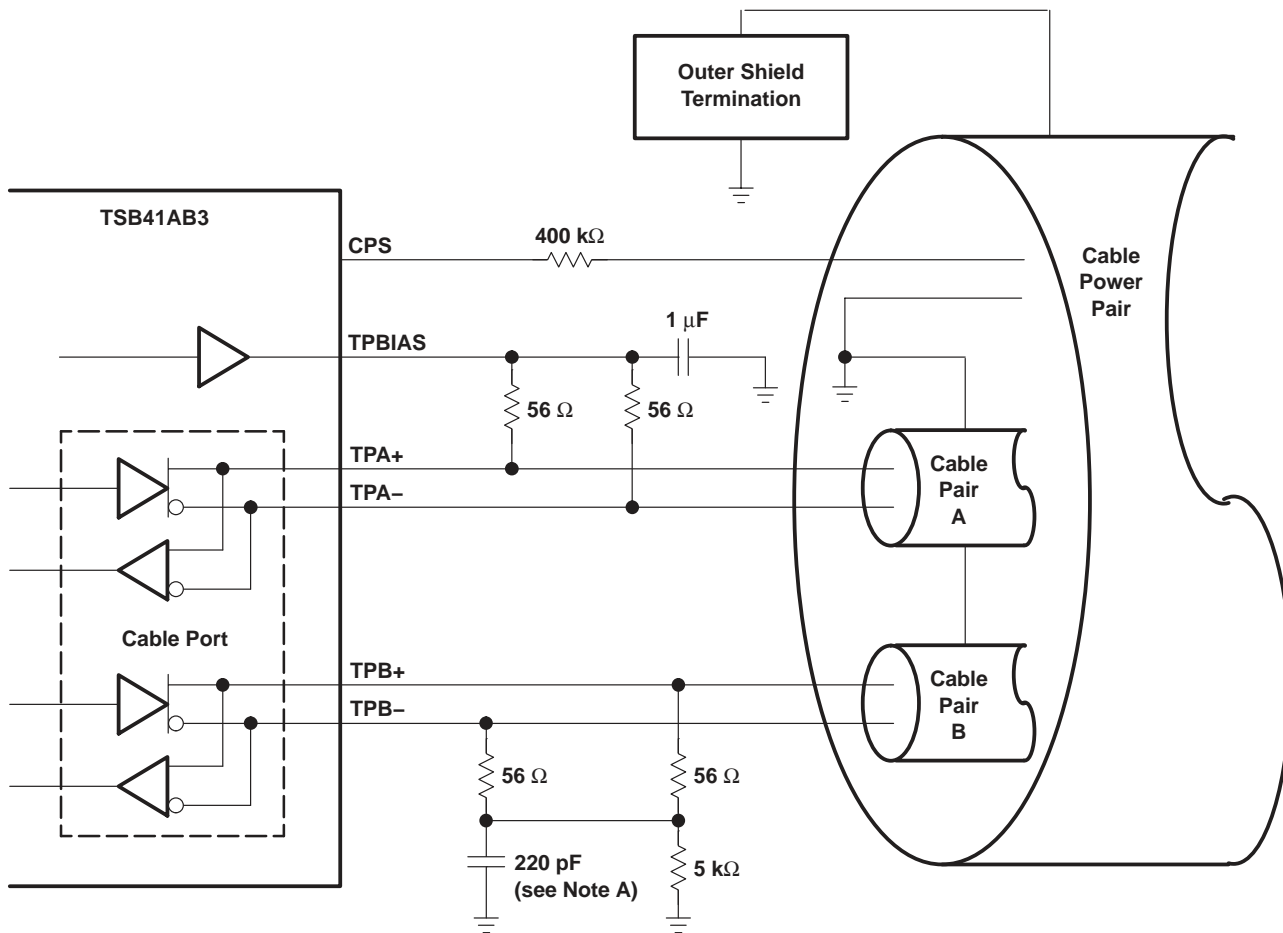 Outer Shield
Termination
TSB41AB3
CPS
400 kΩ
Cable
Power
Pair
TPBIAS
1 μF
56 Ω
56 Ω
TPA+
TPA–
Cable
Pair
A
Cable Port
TPB+
TPB–
Cable
Pair
B
56 Ω
56 Ω
220 pF
(see Note A)
5 kΩ